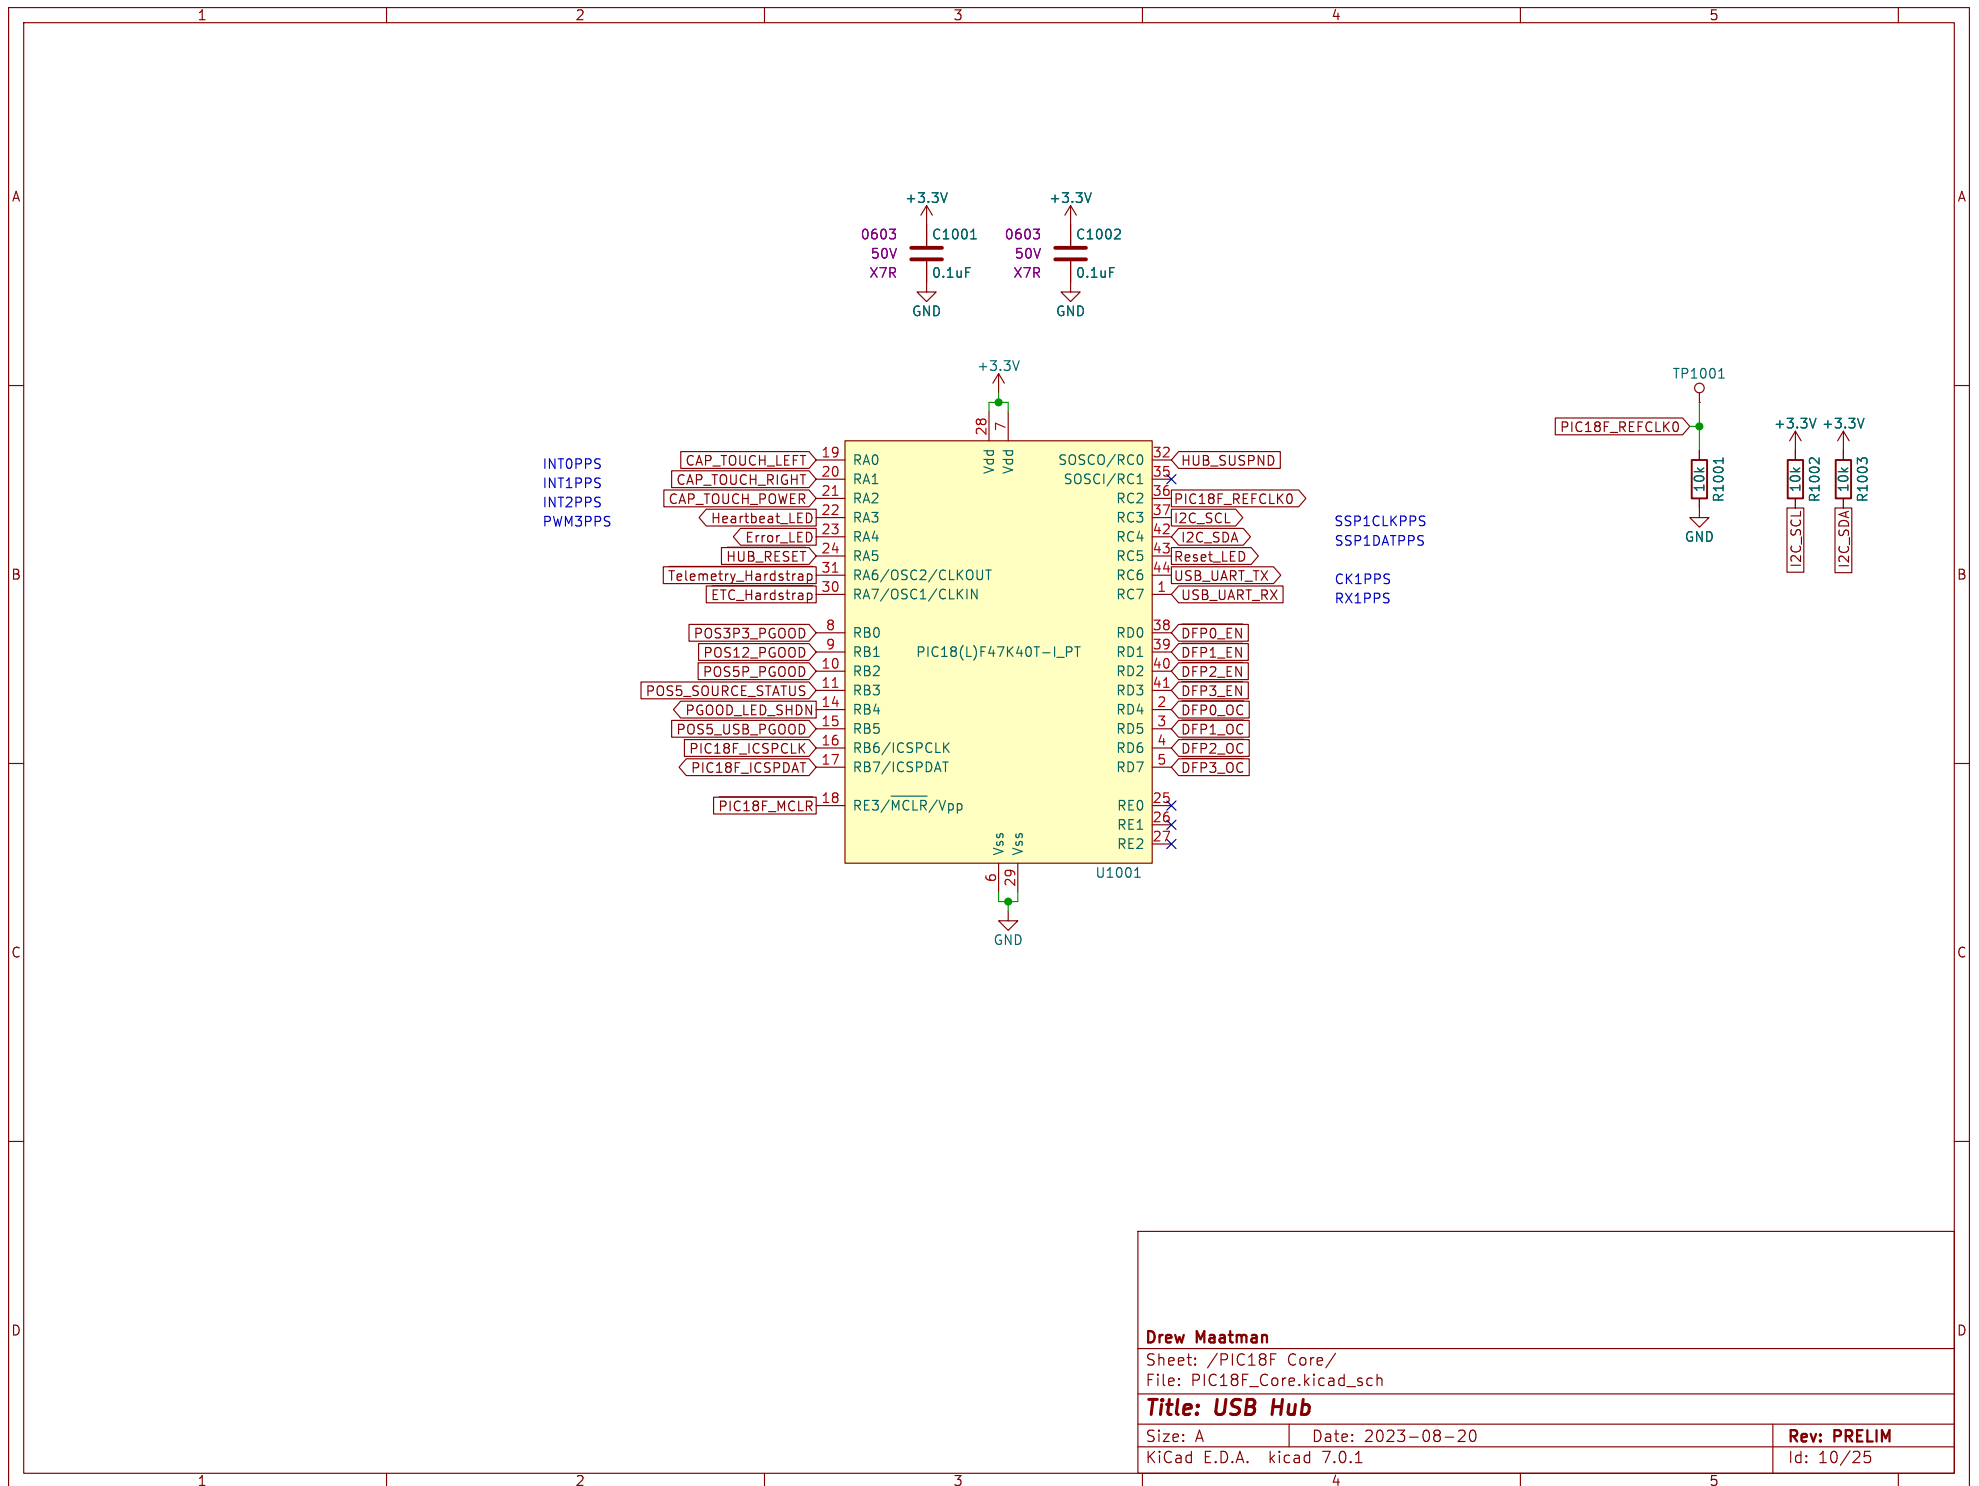 1 2 3 4 5
A A
B B
C C
D D
+3.3V
0603
50V
X7R
C1001
0.1uF
GND
+3.3V
0603
50V
X7R
C1002
0.1uF
GND
+3.3V
28 7
Vdd Vdd
INT0PPS
INT1PPS
INT2PPS
PWM3PPS
CAP_TOUCH_LEFT 19 RA0
CAP_TOUCH_RIGHT 20 RA1
CAP_TOUCH_POWER 21 RA2
Heartbeat_LED 22 RA3
Error_LED 23 RA4
HUB_RESET 24 RA5
Telemetry_Hardstrap 31 RA6/OSC2/CLKOUT
ETC_Hardstrap 30 RA7/OSC1/CLKIN
POS3P3_PGOOD 8 RB0
POS12_PGOOD 9 RB1
POS5P_PGOOD 10 RB2
POS5_SOURCE_STATUS 11 RB3
PGOOD_LED_SHDN 14 RB4
POS5_USB_PGOOD 15 RB5
PIC18F_ICSPCLK 16 RB6/ICSPCLK
PIC18F_ICSPDAT 17 RB7/ICSPDAT
PIC18F_MCLR 18 RE3/MCLR/Vpp
PIC18(L)F47K40T-I_PT
SOSCO/RC0 32 HUB_SUSPND
SOSCI/RC1 35
RC2 36 PIC18F_REFCLKO
RC3 37 I2C_SCL
RC4 42 I2C_SDA
RC5 43 Reset_LED
RC6 44 USB_UART_TX
RC7 1 USB_UART_RX
RD0 38 DFP0_EN
RD1 39 DFP1_EN
RD2 40 DFP2_EN
RD3 41 DFP3_EN
RD4 2 DFP0_OC
RD5 3 DFP1_OC
RD6 4 DFP2_OC
RD7 5 DFP3_OC
RE0 25
RE1 26
RE2 27
Vss Vss
6 29
U1001
GND
SSP1CLKPPS
SSP1DATPPS
CK1PPS
RX1PPS
TP1001
PIC18F_REFCLKO
10k
R1001
GND
+3.3V
10k
R1002
I2C_SCL
+3.3V
10k
R1003
I2C_SDA
Drew Maatman
Sheet: /PIC18F Core/
File: PIC18F_Core.kicad_sch
Title: USB Hub
Size: A Date: 2023-08-20 Rev: PRELIM
KiCad E.D.A. kicad 7.0.1 Id: 10/25
1 2 3 4 5